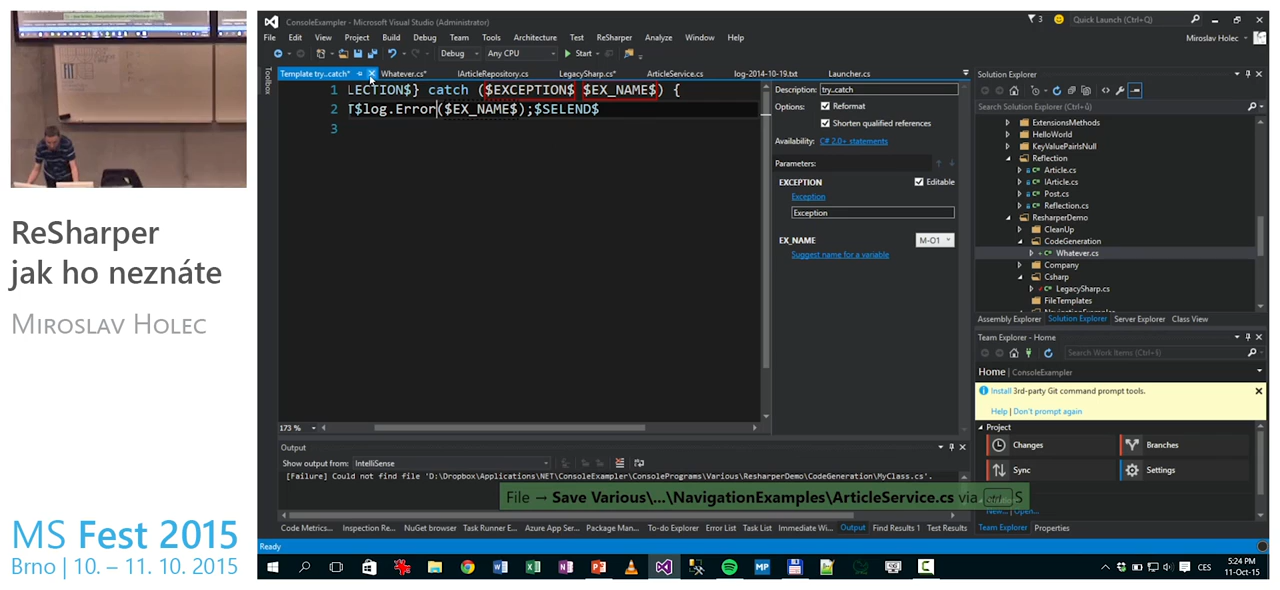 ReSharper
jak ho neznáte
MIROSLAV HOLEC
MS Fest 2015
Brno | 10. – 11. 10. 2015
ConsoleExampler - Microsoft Visual Studio (Administrator)
3
Quick Launch (Ctrl+Q)
File Edit View Project Build Debug Team Tools Architecture Test ReSharper Analyze Window Help
Miroslav Holec
Debug Any CPU Start
Toolbox
Template try..catch* Whatever.cs* IArticleRepository.cs LegacySharp.cs* ArticleService.cs log-2014-10-19.txt Launcher.cs
1 LECTION$} catch ($EXCEPTION$ $EX_NAME$) {
2 T$log.Error($EX_NAME$);$SELEND$
3
173 %
Description: try..catch
Options: Reformat
Shorten qualified references
Availability: C# 2.0+ statements
Parameters:
EXCEPTION Editable
Exception
Exception
EX_NAME M-O1
Suggest name for a variable
Solution Explorer
Search Solution Explorer (Ctrl+ů)
ExtensionsMethods
HelloWorld
KeyValuePairIsNull
Reflection
Article.cs
IArticle.cs
Post.cs
Reflection.cs
ResharperDemo
CleanUp
CodeGeneration
Whatever.cs
Company
Csharp
LegacySharp.cs
FileTemplates
NavigationExamples
Assembly Explorer Solution Explorer Server Explorer Class View
Team Explorer - Home
Search Work Items (Ctrl+š)
Home | ConsoleExampler
Install 3rd-party Git command prompt tools.
Help | Don't prompt again
Project
Changes Branches
Sync Settings
Team Explorer Properties
Output
Show output from: IntelliSense
[Failure] Could not find file 'D:\Dropbox\Applications\NET\ConsoleExampler\ConsolePrograms\Various\ResharperDemo\CodeGeneration\MyClass.cs'.
File → Save Various\...\NavigationExamples\ArticleService.cs via Ctrl S
Code Metrics... Inspection Re... NuGet browser Task Runner E... Azure App Ser... Package Man... To-do Explorer Error List Task List Immediate Wi... Output Find Results 1 Test Results
Ready
CES
5:24 PM
11-Oct-15